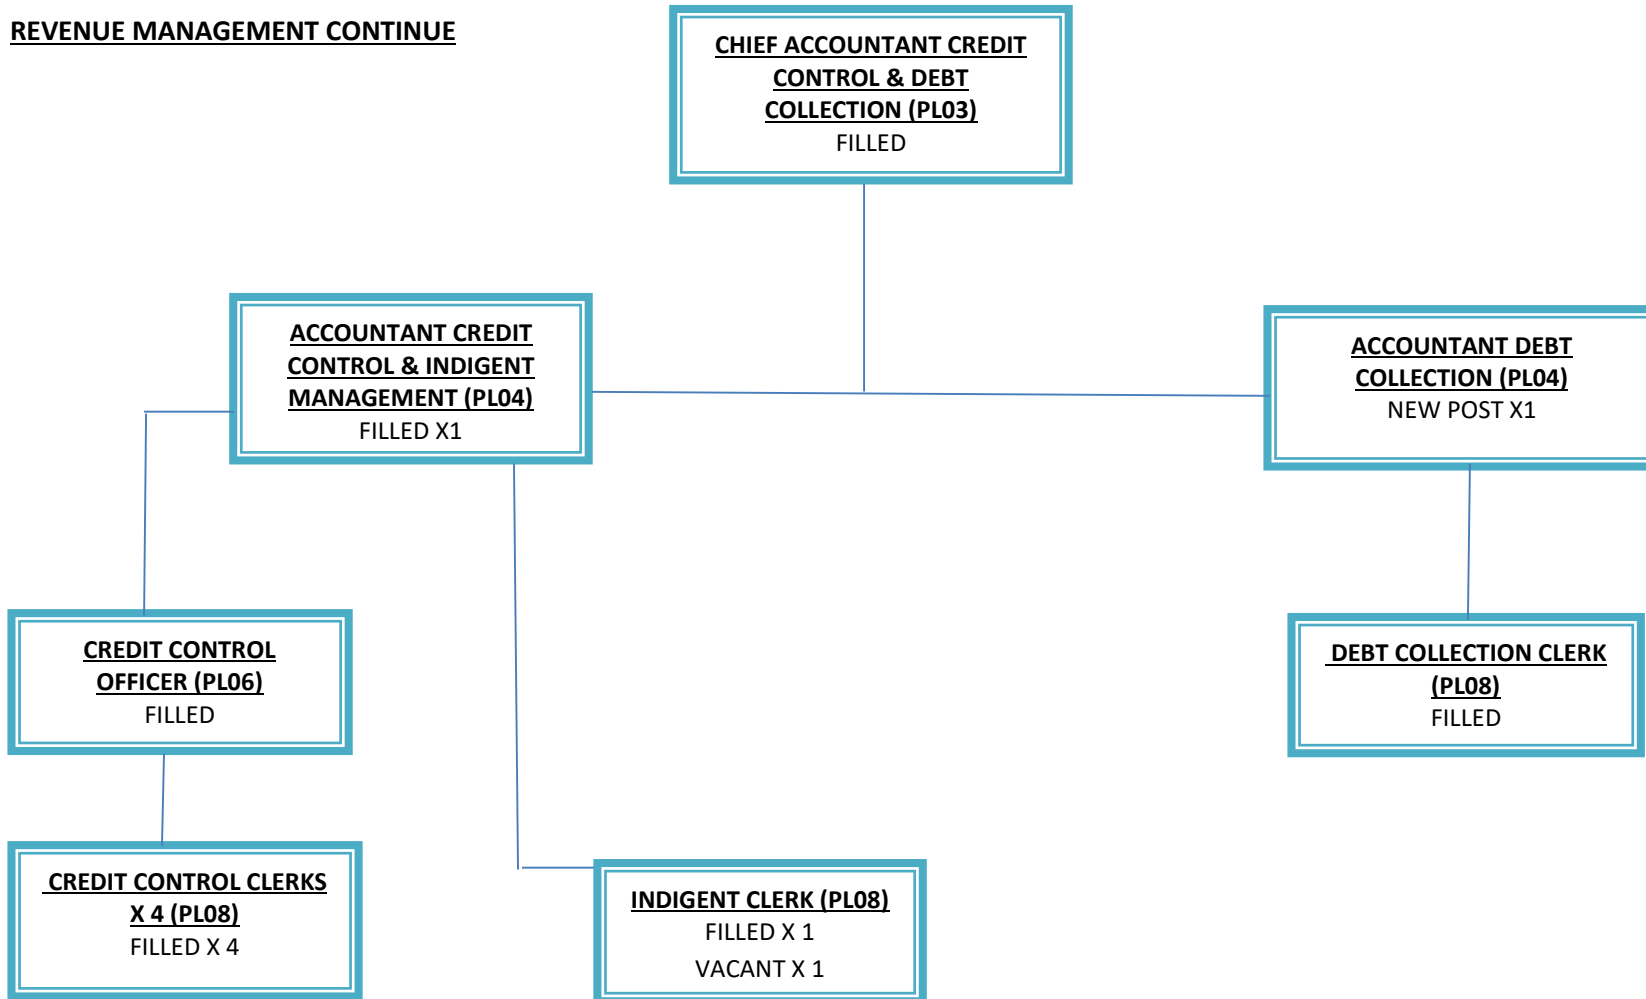 REVENUE MANAGEMENT CONTINUE
CHIEF ACCOUNTANT CREDIT
CONTROL & DEBT
COLLECTION (PL03)
FILLED
ACCOUNTANT CREDIT
CONTROL & INDIGENT
MANAGEMENT (PL04)
FILLED X1
ACCOUNTANT DEBT
COLLECTION (PL04)
NEW POST X1
CREDIT CONTROL
OFFICER (PL06)
FILLED
DEBT COLLECTION CLERK
(PL08)
FILLED
CREDIT CONTROL CLERKS
X 4 (PL08)
FILLED X 4
INDIGENT CLERK (PL08)
FILLED X 1
VACANT X 1